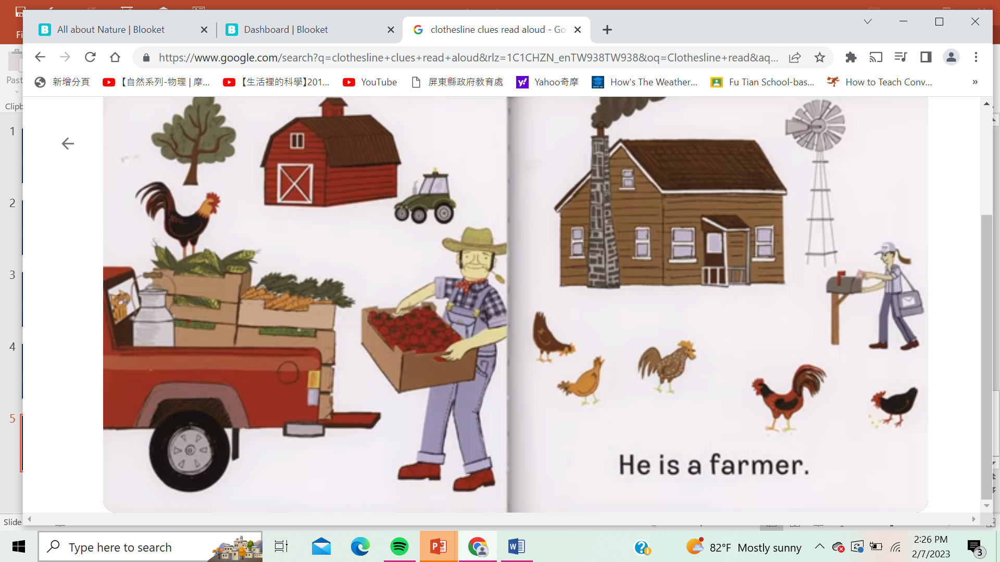 Fi
Past
Clipb
1
2
3
4
5
Slide
All about Nature | Blooket
Dashboard | Blooket
clothesline clues read aloud - Go
https://www.google.com/search?q=clothesline+clues+read+aloud&rlz=1C1CHZN_enTW938TW938&oq=Clothesline+read&aq...
新增分頁
【自然系列-物理 | 摩...
【生活裡的科學】201...
YouTube
屏東縣政府教育處
Yahoo奇摩
How's The Weather...
Fu Tian School-bas...
How to Teach Conv...
»
He is a farmer.
Type here to search
82°F Mostly sunny
2:26 PM
2/7/2023
3